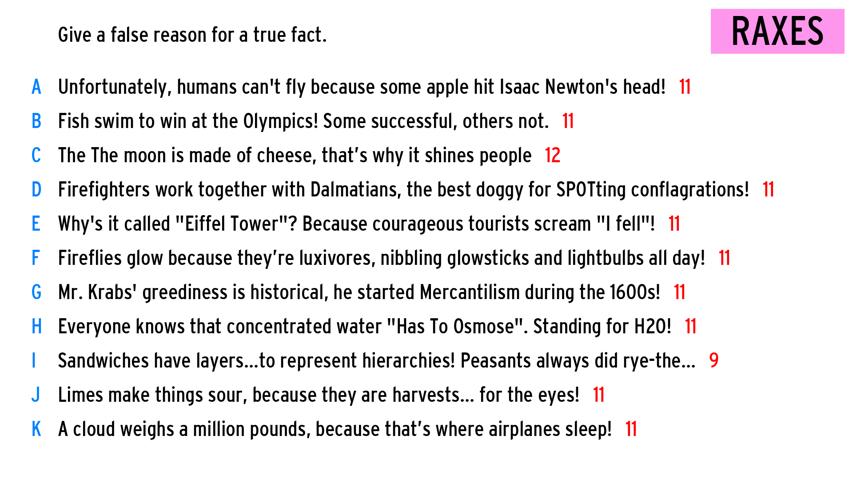 Give a false reason for a true fact.
RAXES
A Unfortunately, humans can't fly because some apple hit Isaac Newton's head! 11
B Fish swim to win at the Olympics! Some successful, others not. 11
C The The moon is made of cheese, that's why it shines people 12
D Firefighters work together with Dalmatians, the best doggy for SPOTting conflagrations! 11
E Why's it called "Eiffel Tower"? Because courageous tourists scream "I fell"! 11
F Fireflies glow because they're luxivores, nibbling glowsticks and lightbulbs all day! 11
G Mr. Krabs' greediness is historical, he started Mercantilism during the 1600s! 11
H Everyone knows that concentrated water "Has To Osmose". Standing for H2O! 11
I Sandwiches have layers...to represent hierarchies! Peasants always did rye-the... 9
J Limes make things sour, because they are harvests... for the eyes! 11
K A cloud weighs a million pounds, because that's where airplanes sleep! 11